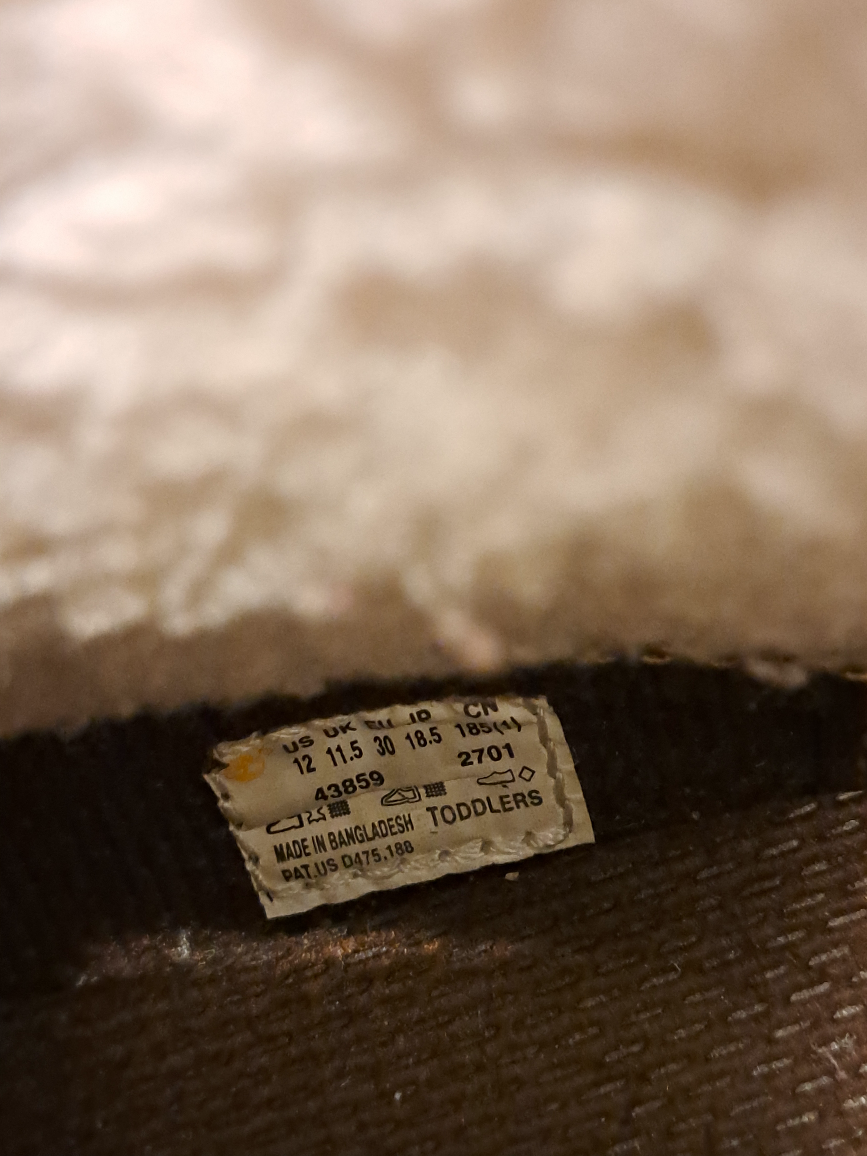 US UK EU JP CN
12 11.5 30 18.5 185(1)
43859 2701
TODDLERS
MADE IN BANGLADESH
PAT.US D475,188